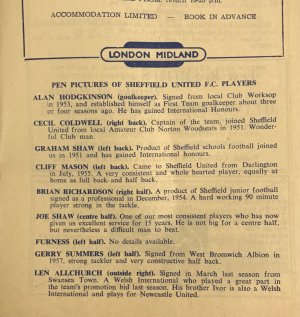 ACCOMMODATION LIMITED — BOOK IN ADVANCE
LONDON MIDLAND
PEN PICTURES OF SHEFFIELD UNITED F.C. PLAYERS
ALAN HODGKINSON (goalkeeper). Signed from local Club Worksop
in 1953, and established himself as First Team goalkeeper about three
or four seasons ago. He has gained International Honours.
CECIL COLDWELL (right back). Captain of the team, joined Sheffield
United from local Amateur Club Norton Woodseats in 1951. Wonder-
ful Club man.
GRAHAM SHAW (left back). Product of Sheffield schools football joined
us in 1951 and has gained International honours.
CLIFF MASON (left back). Came to Sheffield United from Darlington
in July, 1955. A very consistent and whole hearted player, equally at
home as full back and half back.
BRIAN RICHARDSON (right half). A product of Sheffield junior football
signed as a professional in December, 1954. A hard working 90 minute
player strong in the tackle.
JOE SHAW (centre half). One of our most consistent players who has now
given us excellent service for 15 years. He is not big for a centre half,
but nevertheless a difficult man to beat.
FURNESS (left half). No details available.
GERRY SUMMERS (left half). Signed from West Bromwich Albion in
1957, strong tackler and very constructive half back.
LEN ALLCHURCH (outside right). Signed in March last season from
Swansea Town. A Welsh International who played a great part in
the team's promotion bid last season. His brother Ivor is also a Welsh
International and plays for Newcastle United.